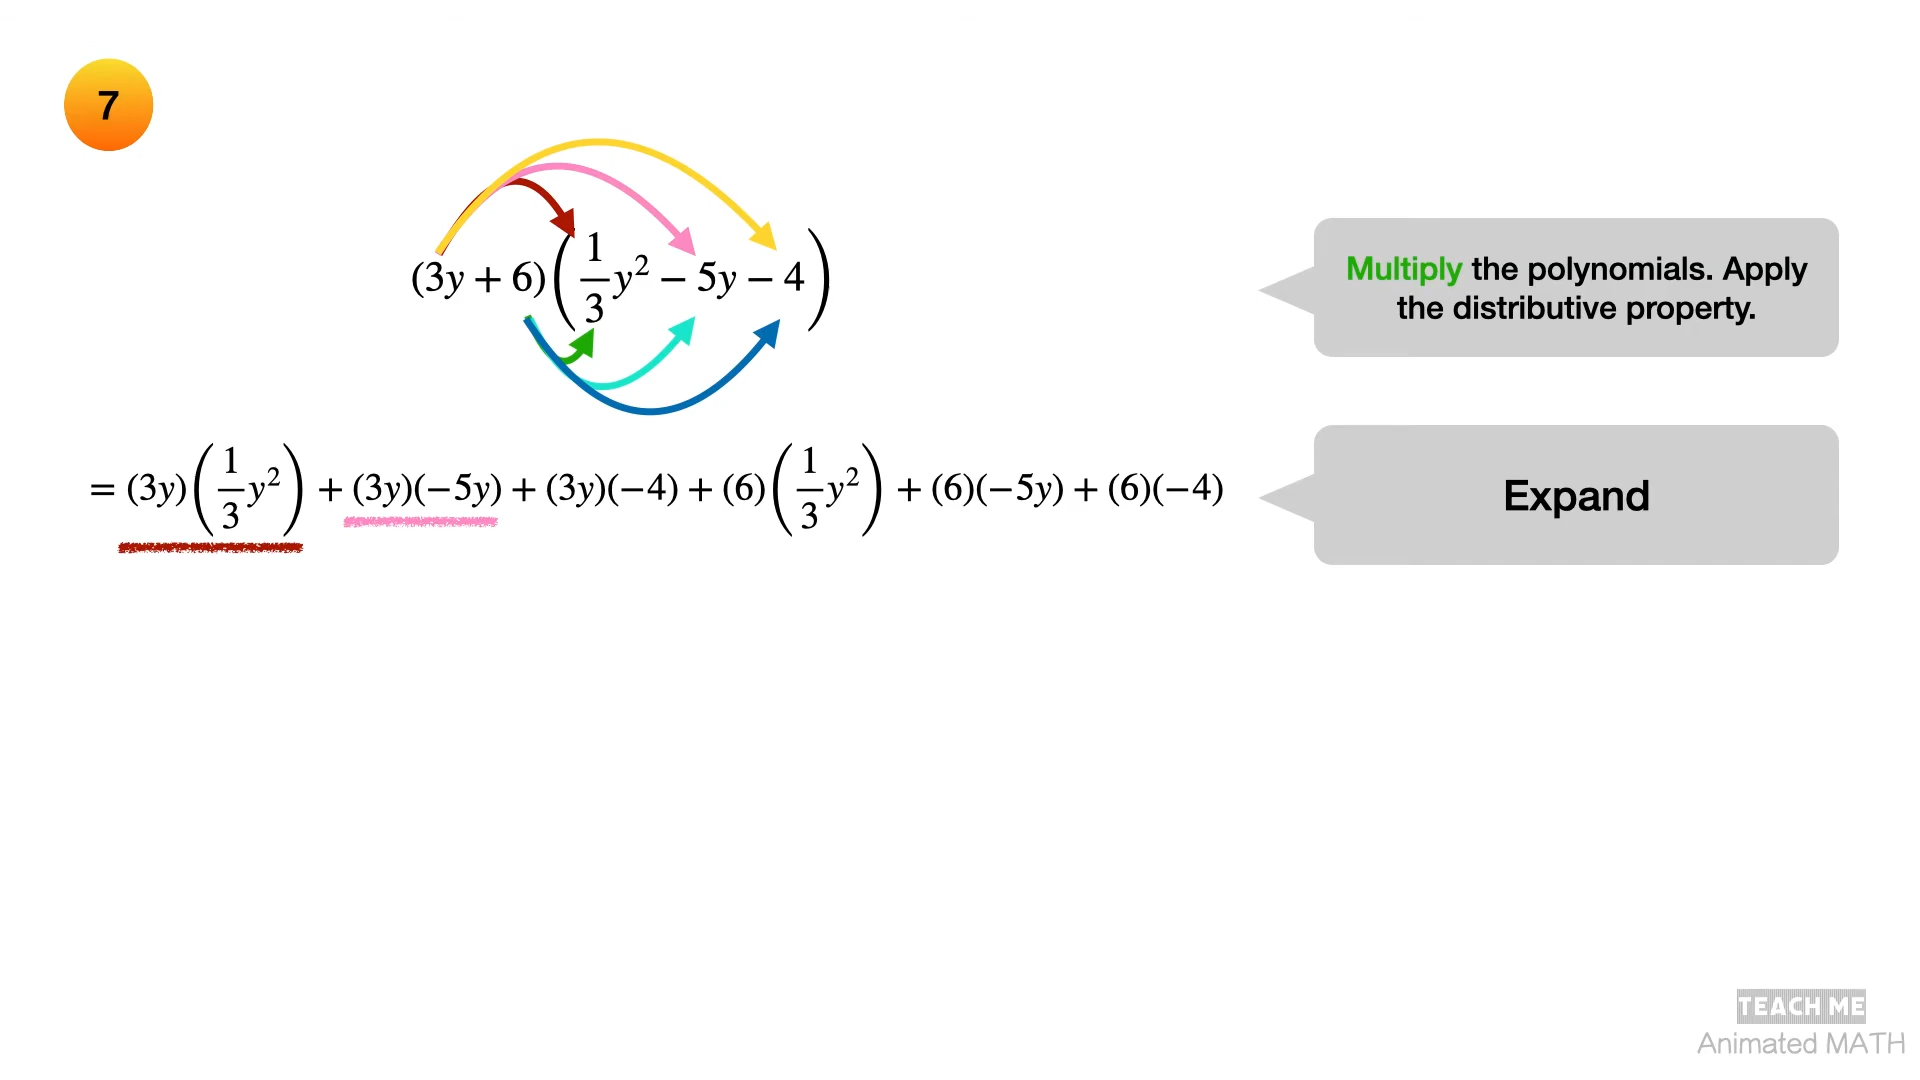 7
(3y + 6)(1/3 y² − 5y − 4)
Multiply the polynomials. Apply
the distributive property.
= (3y)(1/3 y²) + (3y)(−5y) + (3y)(−4) + (6)(1/3 y²) + (6)(−5y) + (6)(−4)
Expand
TEACH ME
Animated MATH